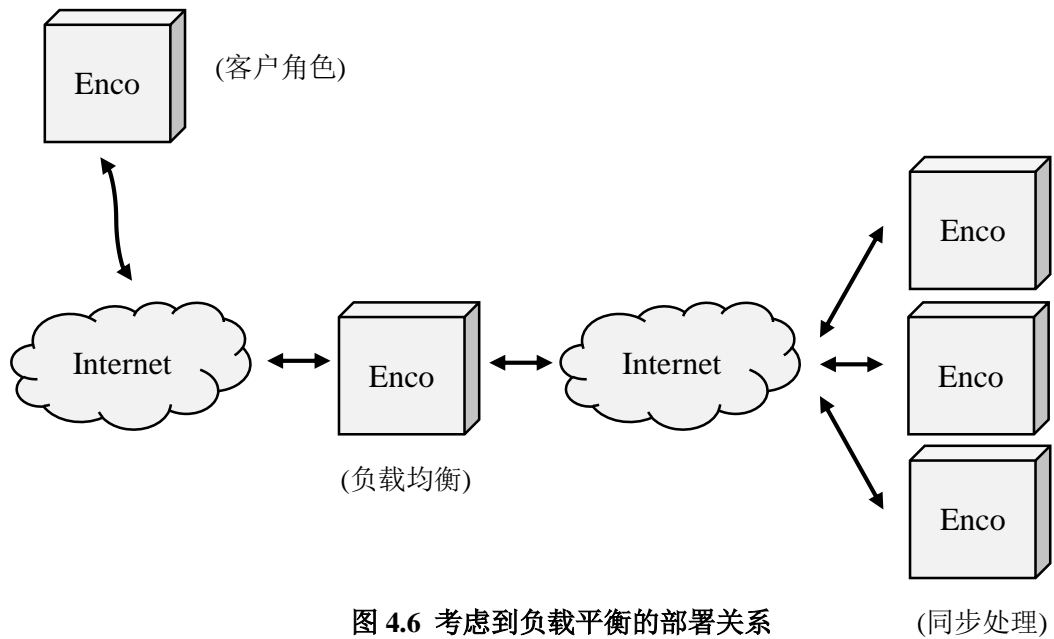 Enco
(客户角色)
Enco
Internet
Enco
Internet
Enco
(负载均衡)
Enco
图 4.6 考虑到负载平衡的部署关系
(同步处理)